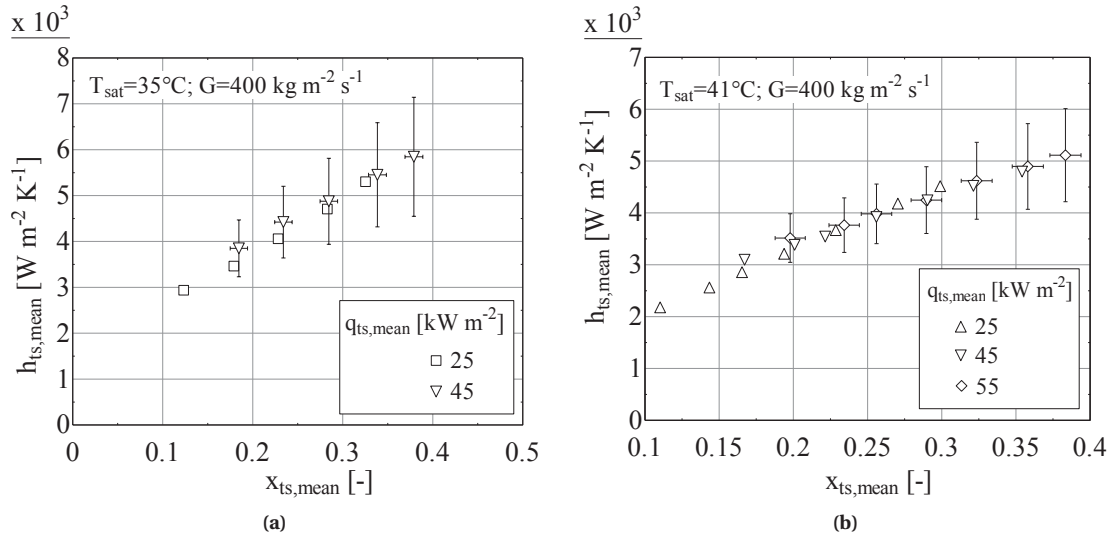 x 10³
8
7
6
5
4
3
2
1
0
h_ts,mean [W m⁻² K⁻¹]
T_sat=35°C; G=400 kg m⁻² s⁻¹
q_ts,mean [kW m⁻²]
25
45
0 0.1 0.2 0.3 0.4 0.5
x_ts,mean [-]
(a)
x 10³
7
6
5
4
3
2
1
0
h_ts,mean [W m⁻² K⁻¹]
T_sat=41°C; G=400 kg m⁻² s⁻¹
q_ts,mean [kW m⁻²]
25
45
55
0.1 0.15 0.2 0.25 0.3 0.35 0.4
x_ts,mean [-]
(b)